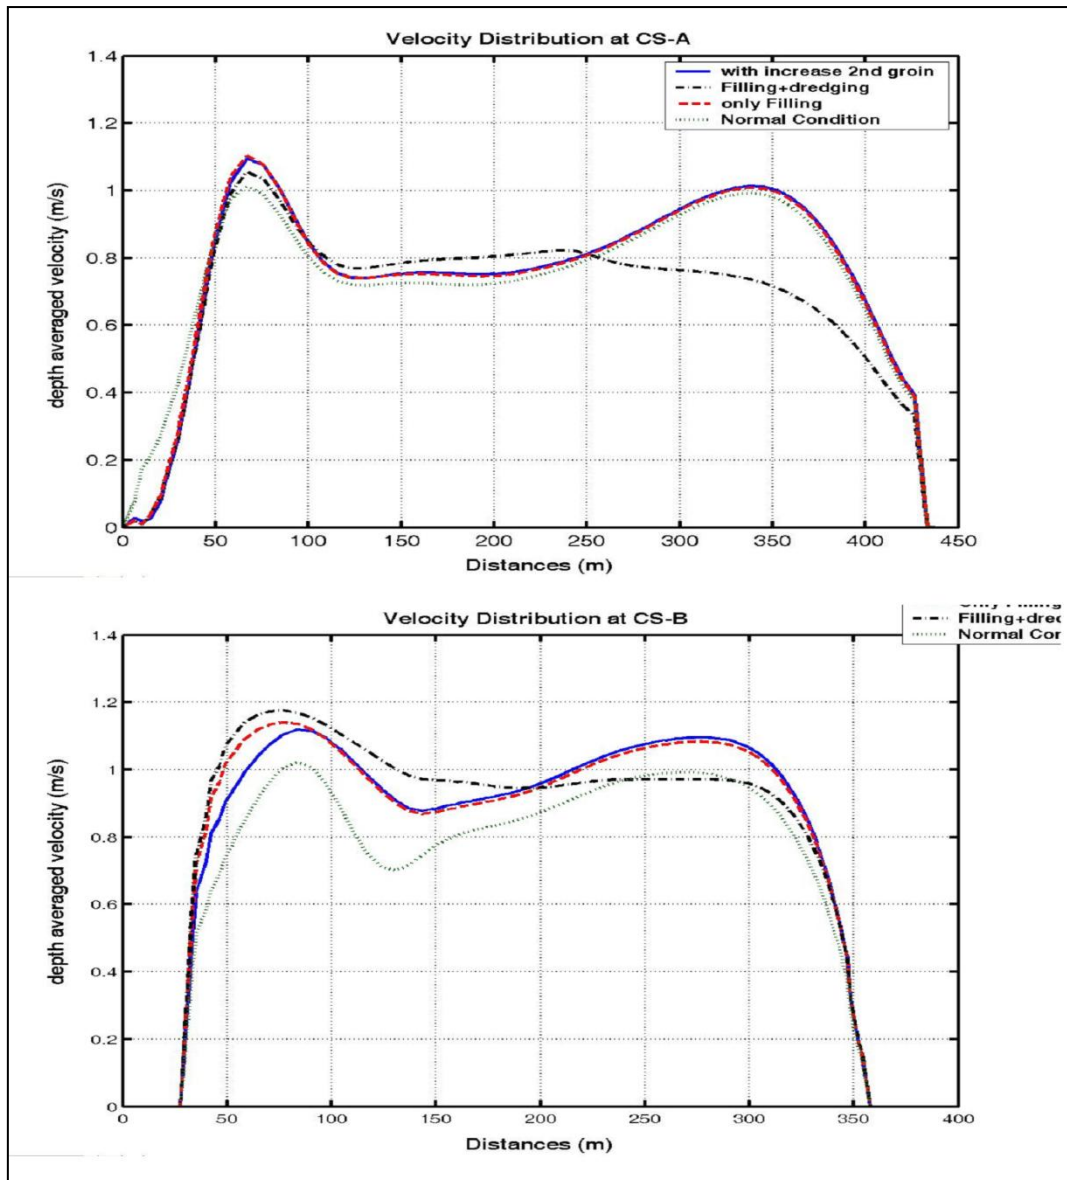 Velocity Distribution at CS-A
1.4
1.2
1
0.8
0.6
0.4
0.2
0
depth averaged velocity (m/s)
with increase 2nd groin
Filling+dredging
only Filling
Normal Condition
0 50 100 150 200 250 300 350 400 450
Distances (m)
Velocity Distribution at CS-B
Filling+dred
Normal Con
1.4
1.2
1
0.8
0.6
0.4
0.2
0
depth averaged velocity (m/s)
0 50 100 150 200 250 300 350 400
Distances (m)